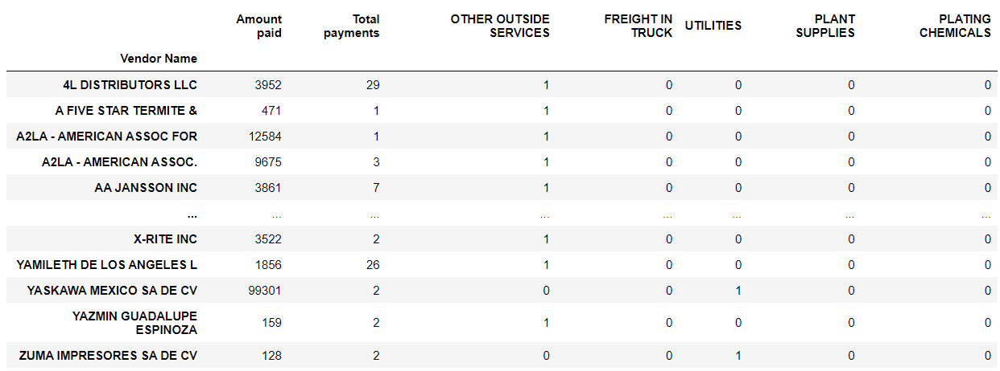 Amount paid Total payments OTHER OUTSIDE SERVICES FREIGHT IN TRUCK UTILITIES PLANT SUPPLIES PLATING CHEMICALS
Vendor Name
4L DISTRIBUTORS LLC 3952 29 1 0 0 0 0
A FIVE STAR TERMITE & 471 1 1 0 0 0 0
A2LA - AMERICAN ASSOC FOR 12584 1 1 0 0 0 0
A2LA - AMERICAN ASSOC. 9675 3 1 0 0 0 0
AA JANSSON INC 3861 7 1 0 0 0 0
... ... ... ... ... ... ... ...
X-RITE INC 3522 2 1 0 0 0 0
YAMILETH DE LOS ANGELES L 1856 26 1 0 0 0 0
YASKAWA MEXICO SA DE CV 99301 2 0 0 1 0 0
YAZMIN GUADALUPE ESPINOZA 159 2 1 0 0 0 0
ZUMA IMPRESORES SA DE CV 128 2 0 0 1 0 0